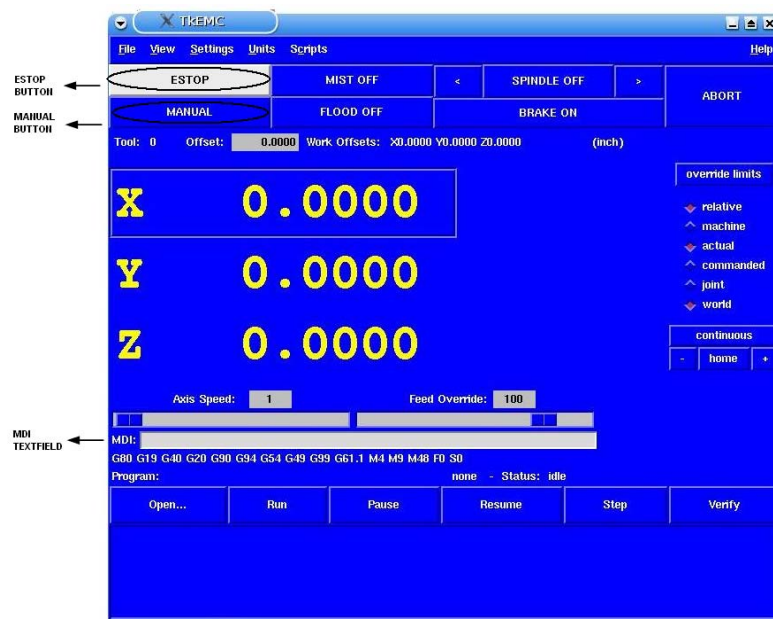 TkEMC
File View Settings Units Scripts Help
ESTOP BUTTON
ESTOP MIST OFF < SPINDLE OFF > ABORT
MANUAL BUTTON
MANUAL FLOOD OFF BRAKE ON
Tool: 0 Offset: 0.0000 Work Offsets: X0.0000 Y0.0000 Z0.0000 (inch)
override limits
X 0.0000
relative
machine
actual
Y 0.0000
commanded
joint
world
Z 0.0000
continuous
- home +
Axis Speed: 1 Feed Override: 100
MDI TEXTFIELD
MDI:
G80 G19 G40 G20 G90 G94 G54 G49 G99 G61.1 M4 M9 M48 F0 S0
Program: none - Status: idle
Open... Run Pause Resume Step Verify